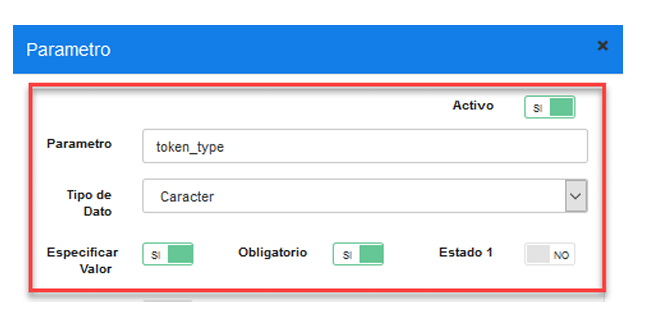 Parametro ×
Activo SI
Parametro token_type
Tipo de Dato Caracter
Especificar Valor SI Obligatorio SI Estado 1 NO